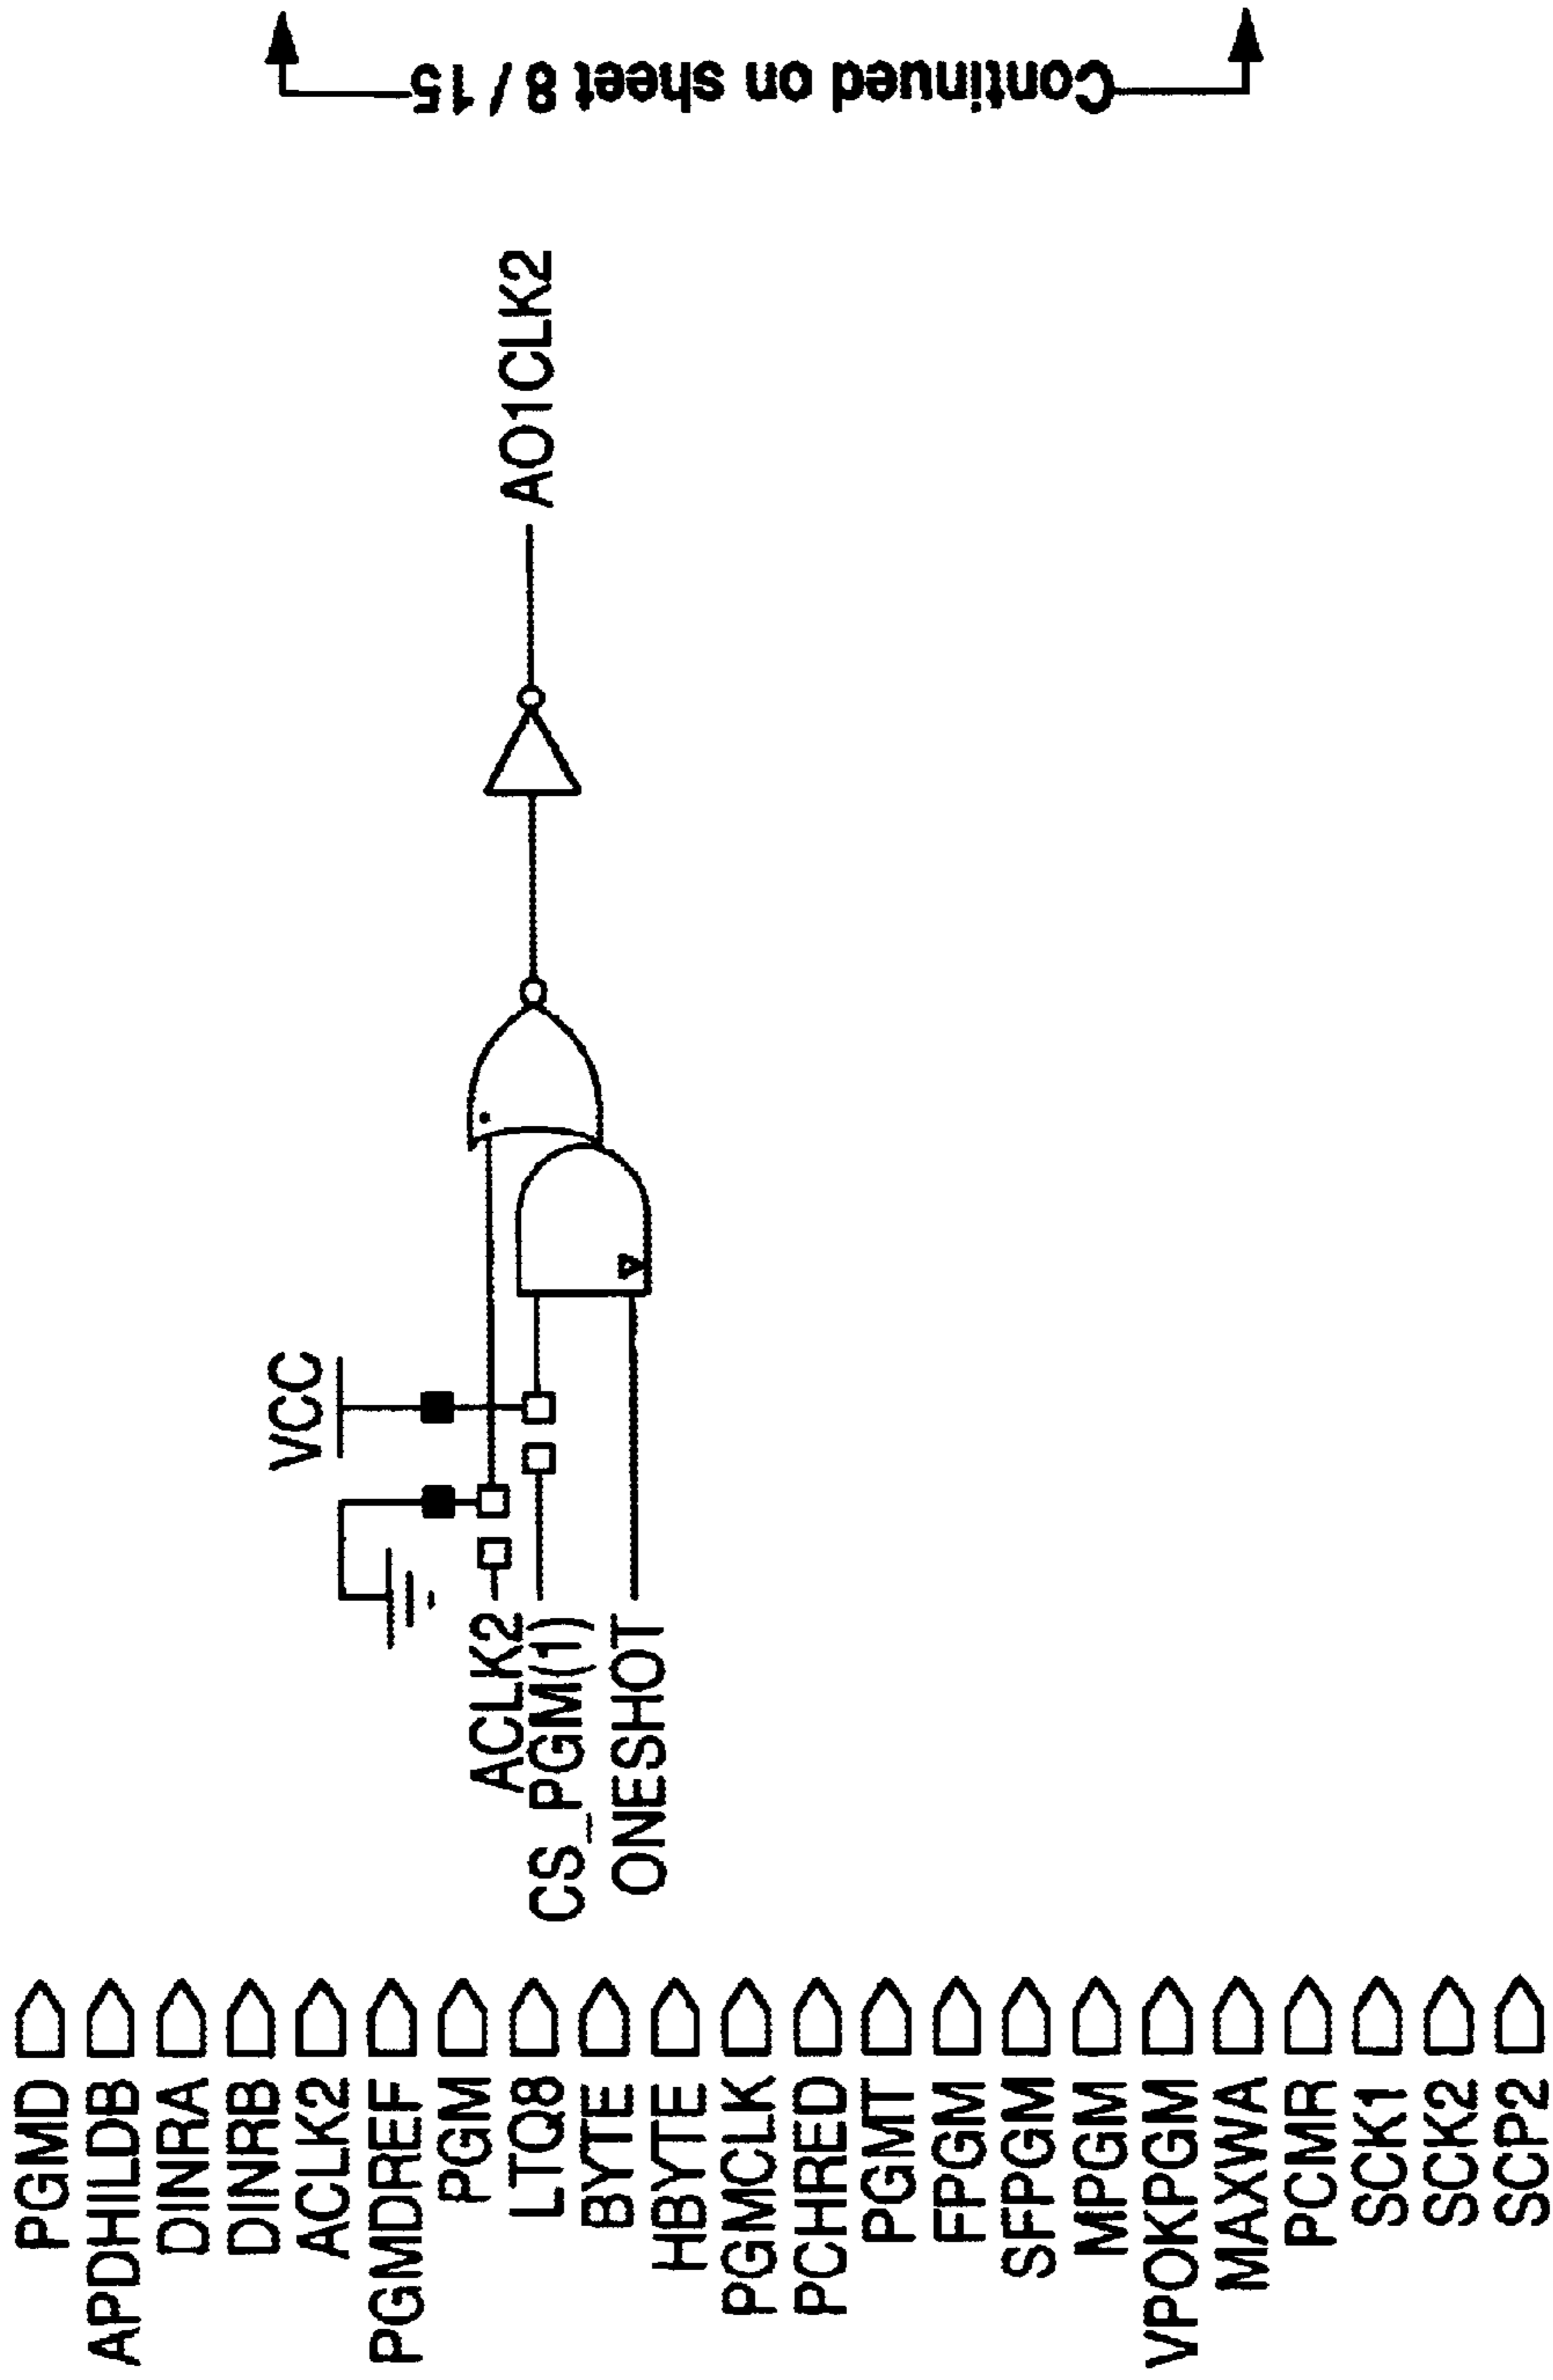 PGMD
APDHILDB
DINRA
DINRB
ACLK2
PGMDREF
PGM
LTQ8
BYTE
HBYTE
PGMCLK
PCHRED
PGMT
FPGM
SFPGM
MPGM
VPOKPGM
MAXWA
PCMR
SCK1
SCK2
SCP2
VCC
ACLK2
CS_PGM(1)
ONESHOT
AO1CLK2
Continued on sheet 8 / 15